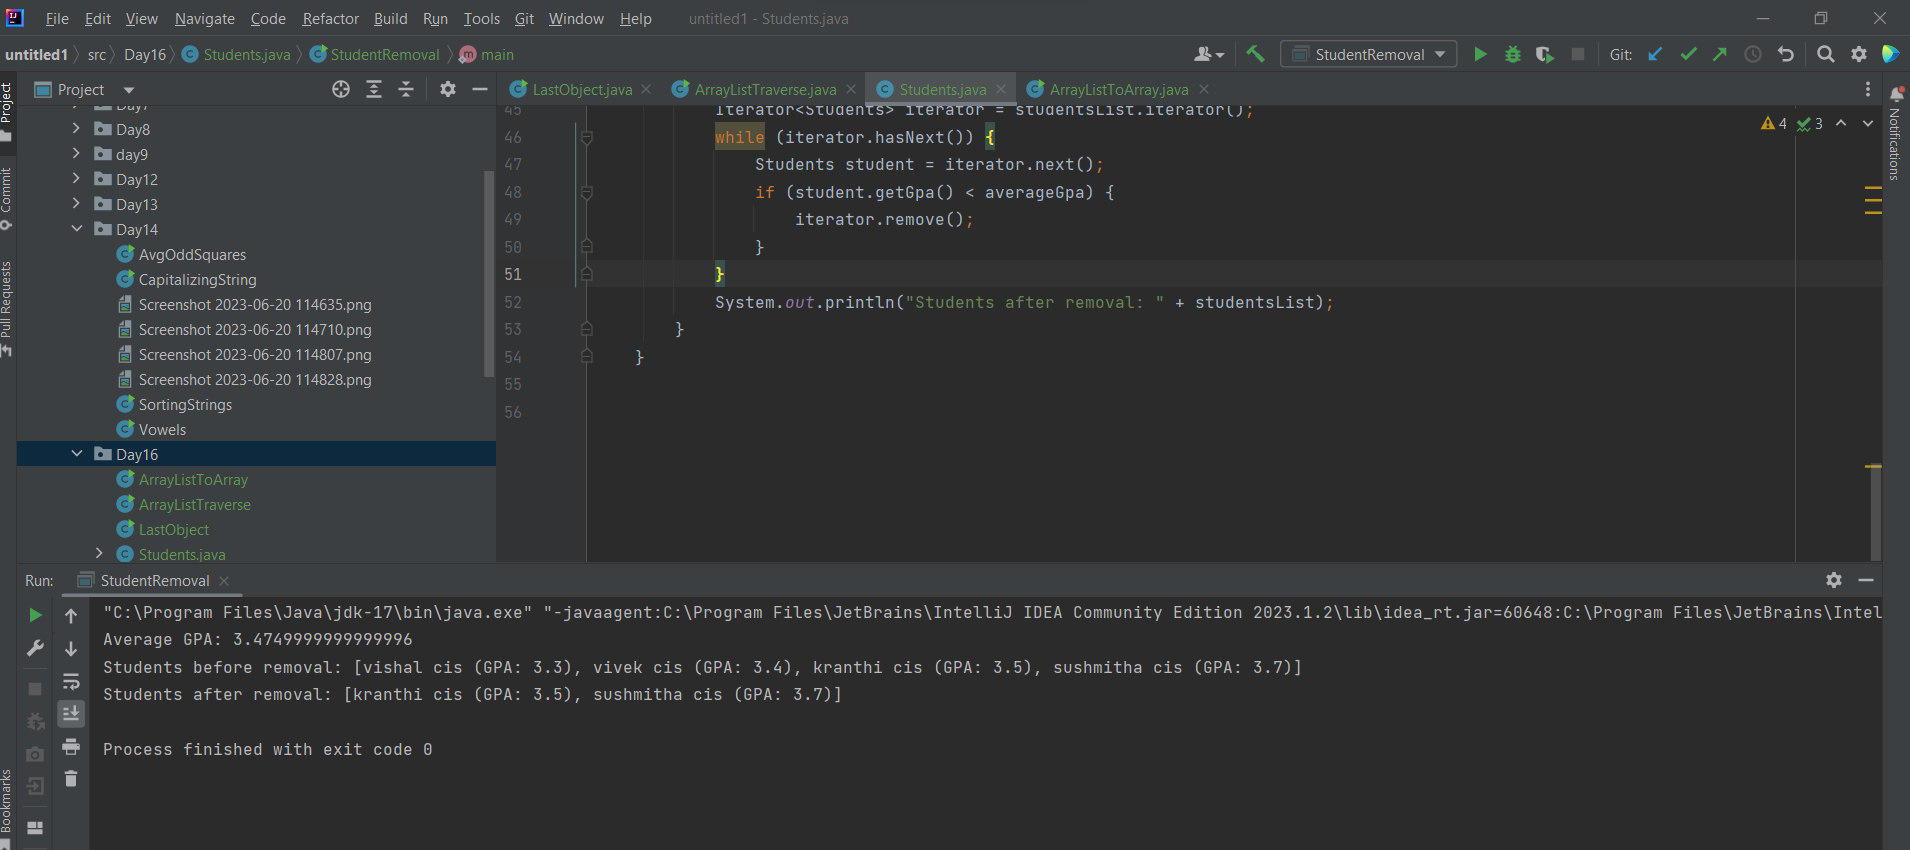 File Edit View Navigate Code Refactor Build Run Tools Git Window Help untitled1 - Students.java
untitled1 src Day16 Students.java StudentRemoval main
StudentRemoval Git:
Project
LastObject.java ArrayListTraverse.java Students.java ArrayListToArray.java
Project
Commit
Pull Requests
Bookmarks
Notifications
Day7
Day8
day9
Day12
Day13
Day14
AvgOddSquares
CapitalizingString
Screenshot 2023-06-20 114635.png
Screenshot 2023-06-20 114710.png
Screenshot 2023-06-20 114807.png
Screenshot 2023-06-20 114828.png
SortingStrings
Vowels
Day16
ArrayListToArray
ArrayListTraverse
LastObject
Students.java
4 3
45 Iterator<Students> iterator = studentsList.iterator();
46 while (iterator.hasNext()) {
47 Students student = iterator.next();
48 if (student.getGpa() < averageGpa) {
49 iterator.remove();
50 }
51 }
52 System.out.println("Students after removal: " + studentsList);
53 }
54 }
55
56
Run: StudentRemoval
"C:\Program Files\Java\jdk-17\bin\java.exe" "-javaagent:C:\Program Files\JetBrains\IntelliJ IDEA Community Edition 2023.1.2\lib\idea_rt.jar=60648:C:\Program Files\JetBrains\Intel
Average GPA: 3.4749999999999996
Students before removal: [vishal cis (GPA: 3.3), vivek cis (GPA: 3.4), kranthi cis (GPA: 3.5), sushmitha cis (GPA: 3.7)]
Students after removal: [kranthi cis (GPA: 3.5), sushmitha cis (GPA: 3.7)]
Process finished with exit code 0